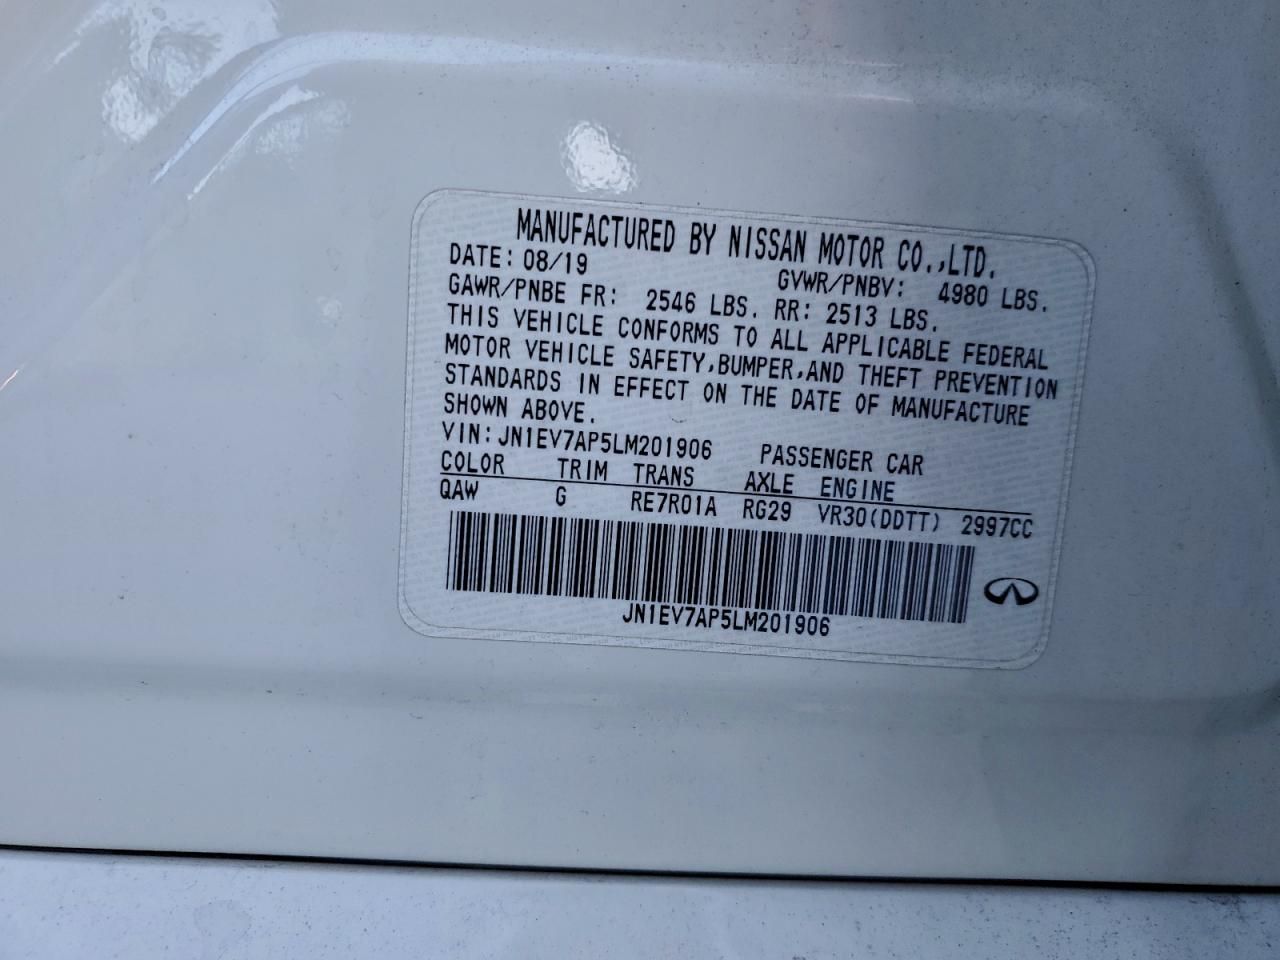 MANUFACTURED BY NISSAN MOTOR CO.,LTD.
DATE: 08/19 GVWR/PNBV: 4980 LBS.
GAWR/PNBE FR: 2546 LBS. RR: 2513 LBS.
THIS VEHICLE CONFORMS TO ALL APPLICABLE FEDERAL
MOTOR VEHICLE SAFETY,BUMPER,AND THEFT PREVENTION
STANDARDS IN EFFECT ON THE DATE OF MANUFACTURE
SHOWN ABOVE.
VIN: JN1EV7AP5LM201906 PASSENGER CAR
COLOR TRIM TRANS AXLE ENGINE
QAW G RE7R01A RG29 VR30(DDTT) 2997CC
JN1EV7AP5LM201906